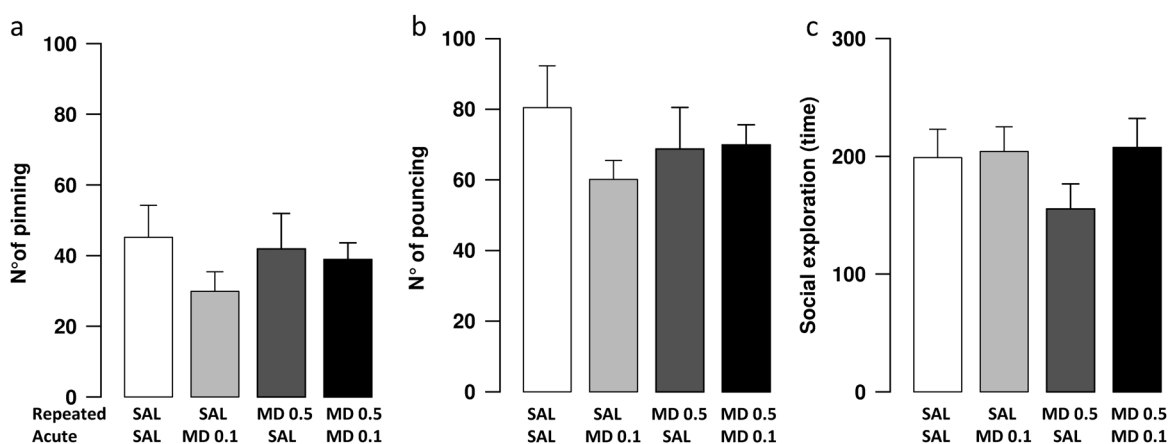 a
N°of pinning
100
80
60
40
20
0
Repeated SAL SAL MD 0.5 MD 0.5
Acute SAL MD 0.1 SAL MD 0.1
b
N° of pouncing
100
80
60
40
20
0
SAL SAL MD 0.5 MD 0.5
SAL MD 0.1 SAL MD 0.1
c
Social exploration (time)
300
200
100
0
SAL SAL MD 0.5 MD 0.5
SAL MD 0.1 SAL MD 0.1